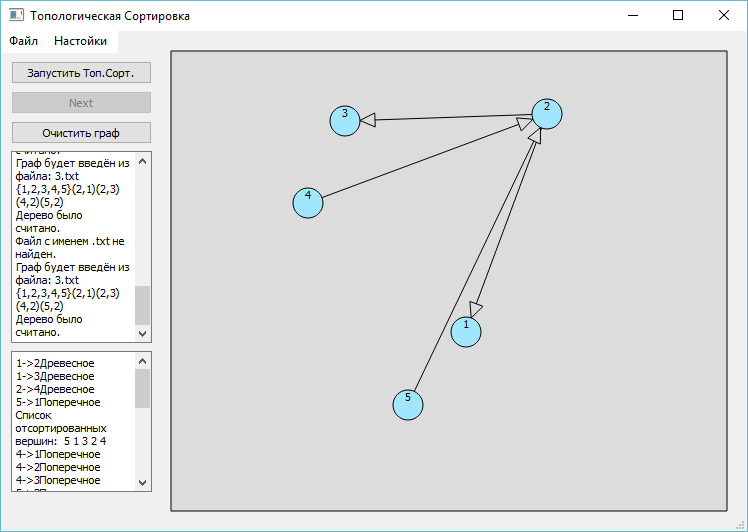 Топологическая Сортировка
Файл Настойки
Запустить Топ.Сорт.
Next
Очистить граф
считано.
Граф будет введён из
файла: 3.txt
{1,2,3,4,5}(2,1)(2,3)
(4,2)(5,2)
Дерево было
считано.
Файл с именем .txt не
найден.
Граф будет введён из
файла: 3.txt
{1,2,3,4,5}(2,1)(2,3)
(4,2)(5,2)
Дерево было
считано.
1->2Древесное
1->3Древесное
2->4Древесное
5->1Поперечное
Список
отсортированных
вершин: 5 1 3 2 4
4->1Поперечное
4->2Поперечное
4->3Поперечное
3
2
4
1
5